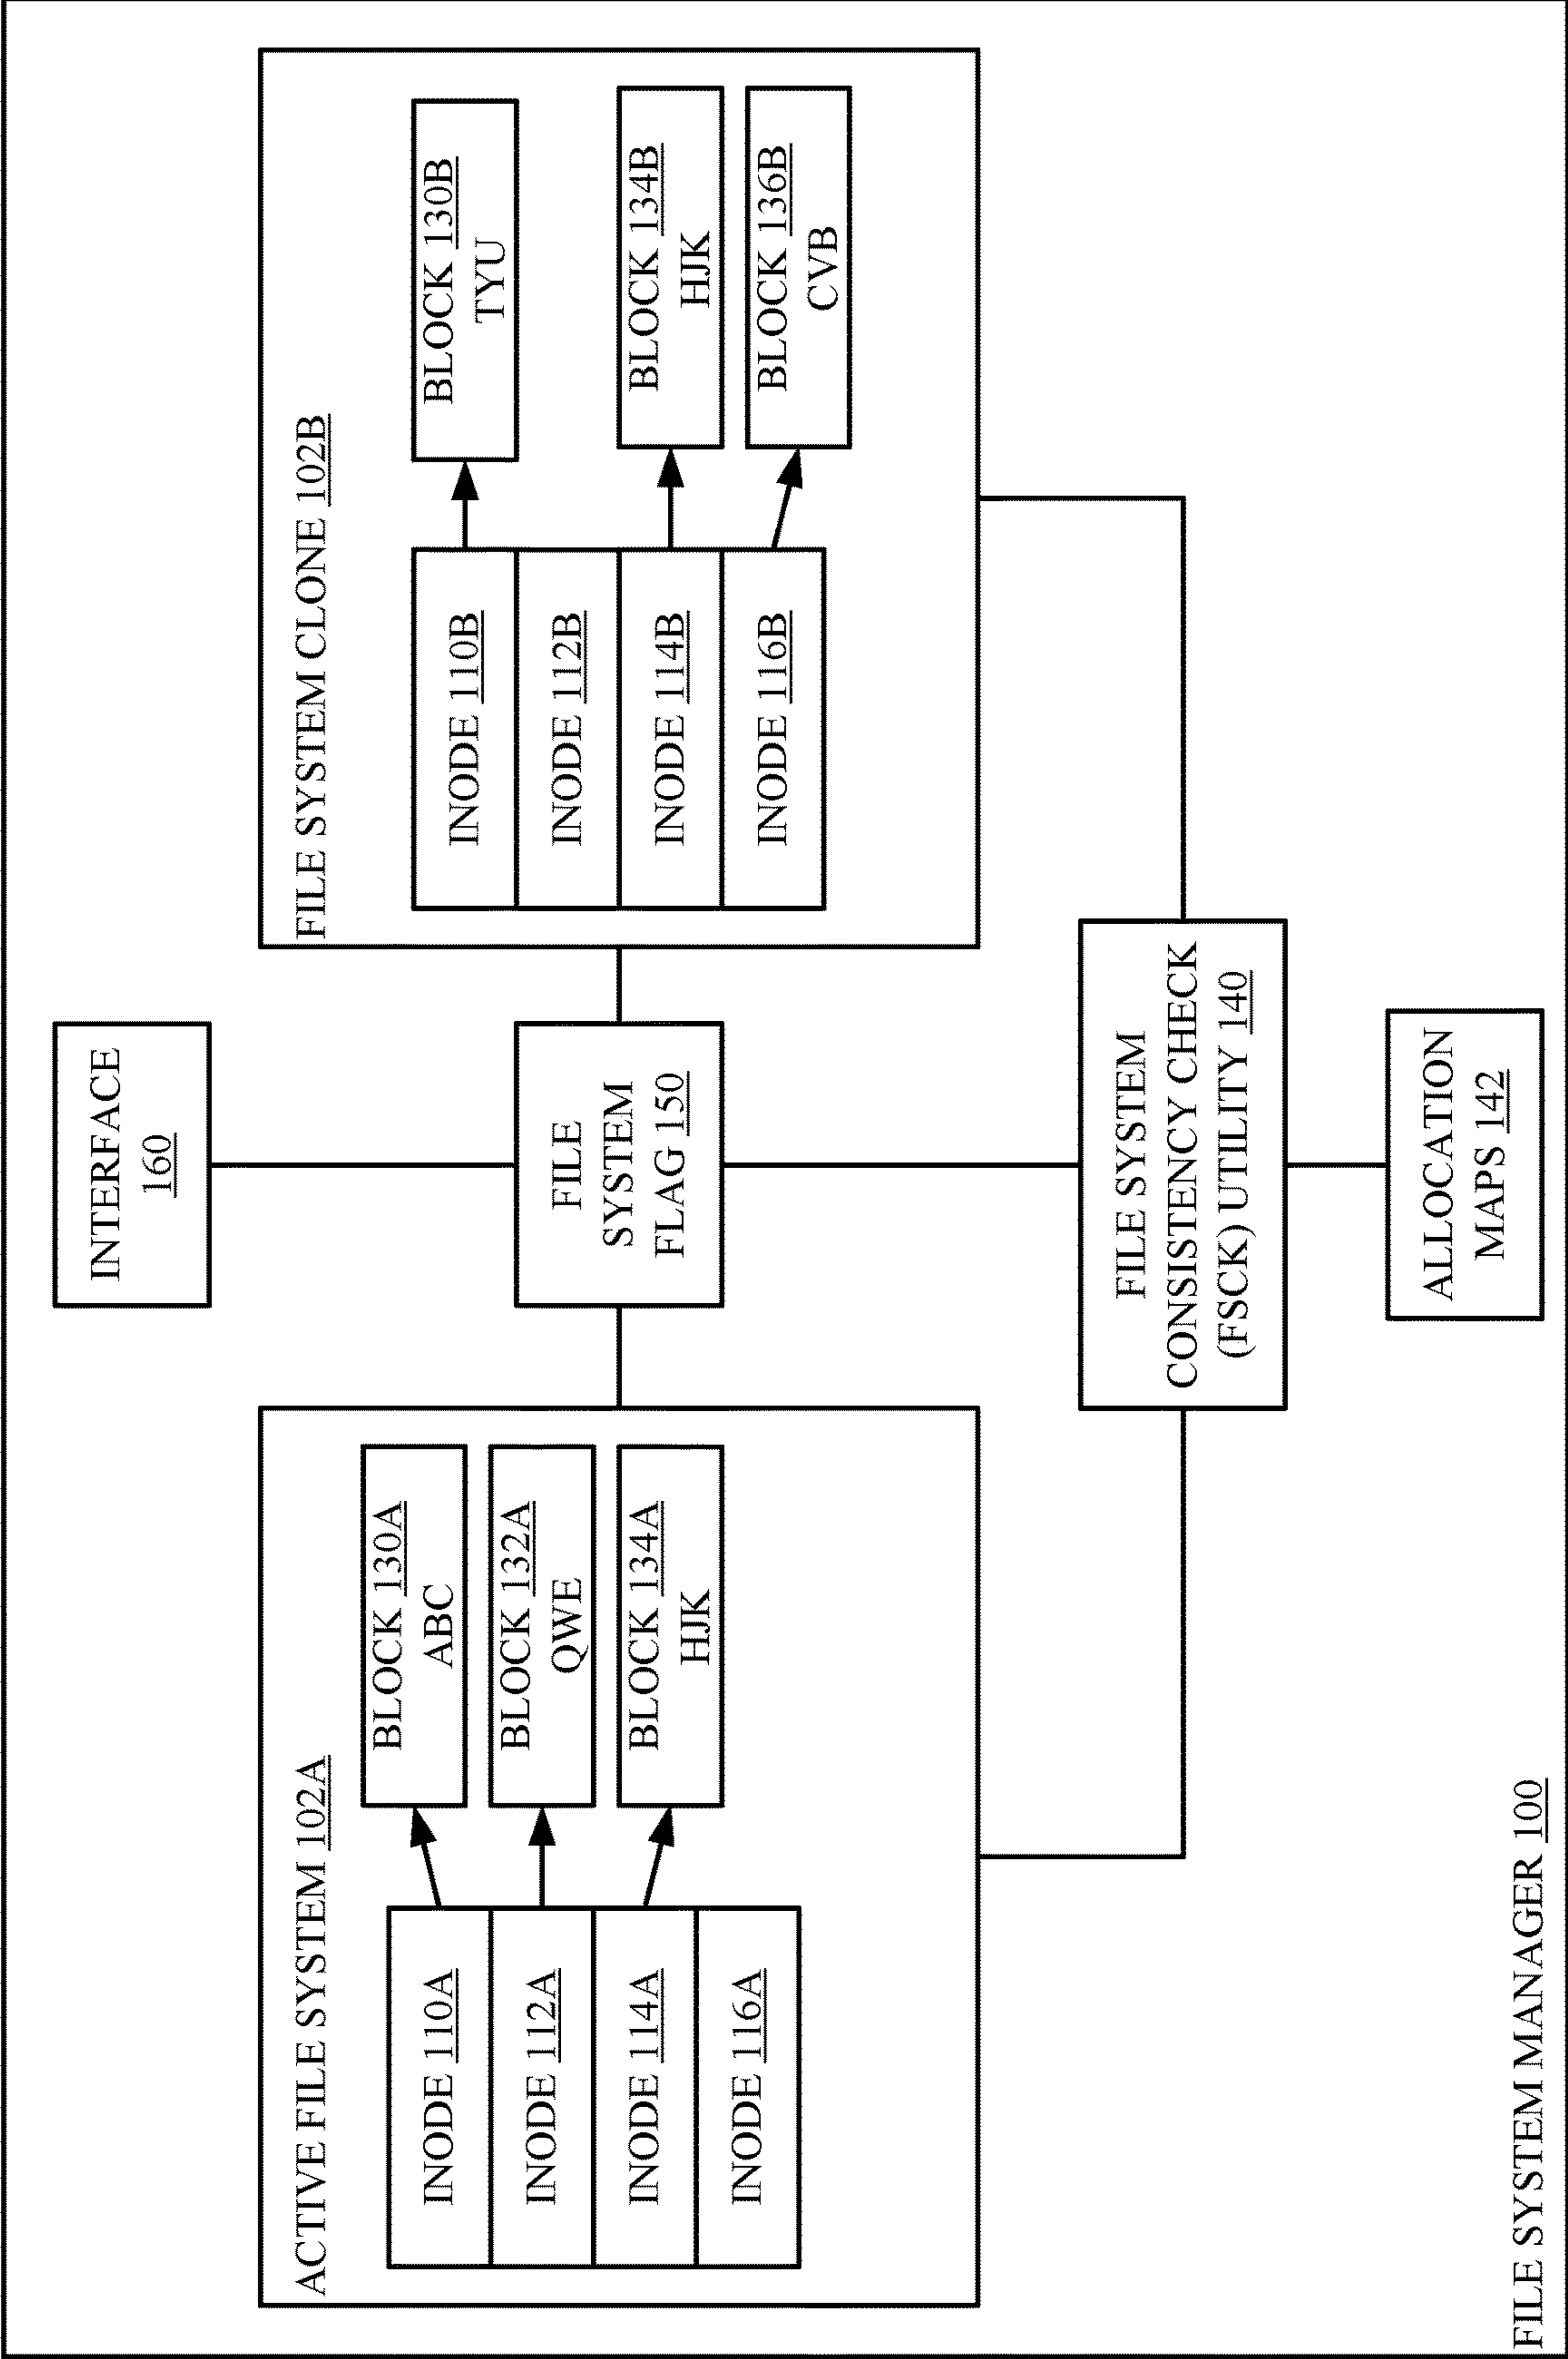 INTERFACE
160
ACTIVE FILE SYSTEM 102A
INODE 110A
INODE 112A
INODE 114A
INODE 116A
BLOCK 130A
ABC
BLOCK 132A
QWE
BLOCK 134A
HJK
FILE
SYSTEM
FLAG 150
FILE SYSTEM CLONE 102B
INODE 110B
INODE 112B
INODE 114B
INODE 116B
BLOCK 130B
TYU
BLOCK 134B
HJK
BLOCK 136B
CVB
FILE SYSTEM
CONSISTENCY CHECK
(FSCK) UTILITY 140
ALLOCATION
MAPS 142
FILE SYSTEM MANAGER 100